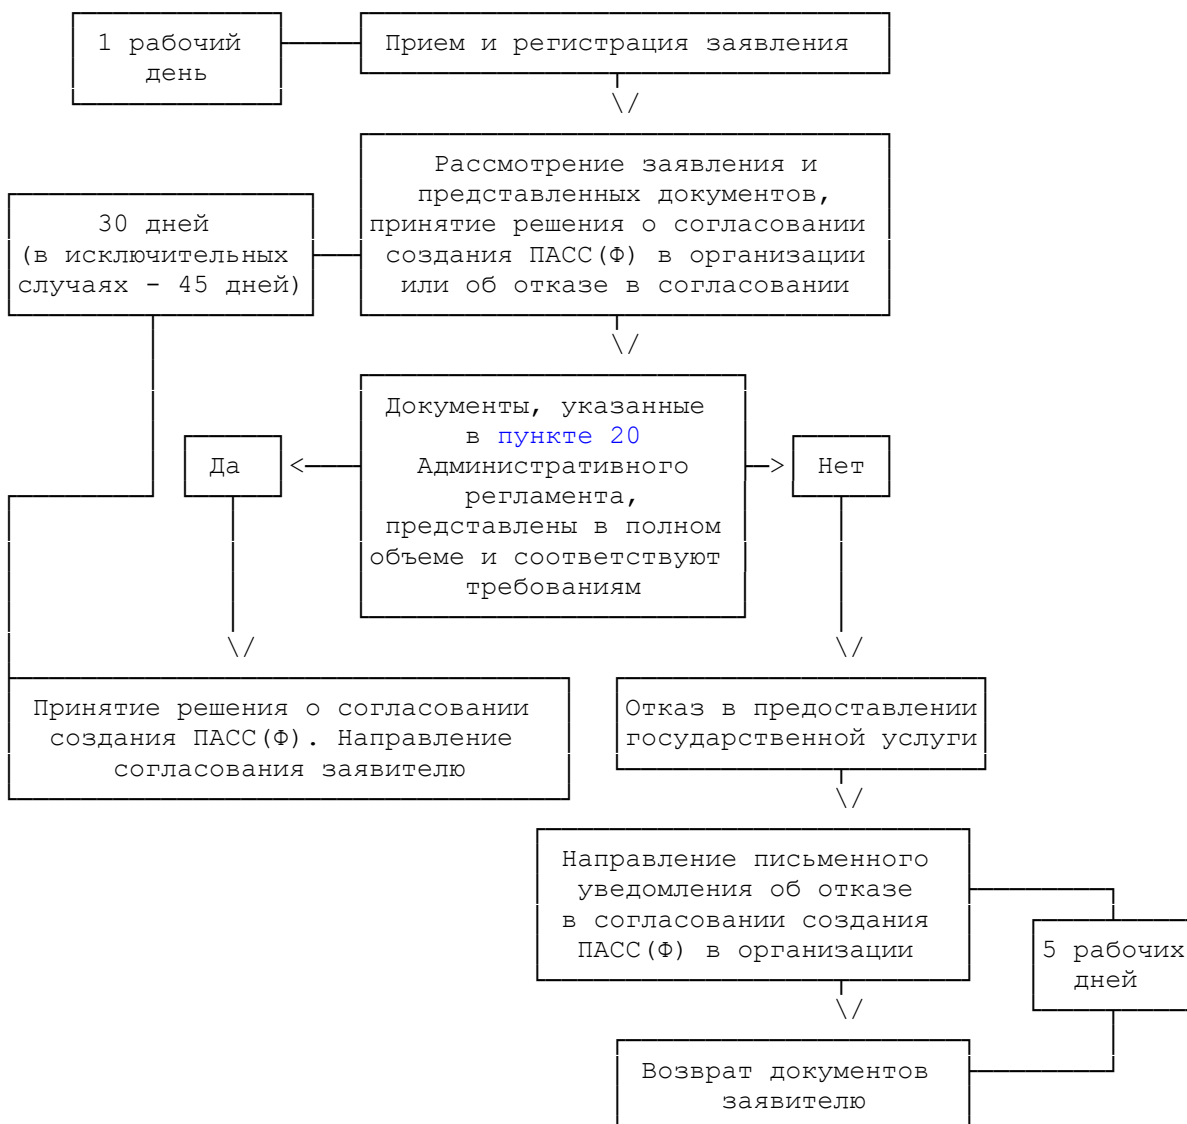 1 рабочий
день
Прием и регистрация заявления
\/
Рассмотрение заявления и
представленных документов,
принятие решения о согласовании
создания ПАСС(Ф) в организации
или об отказе в согласовании
30 дней
(в исключительных
случаях - 45 дней)
\/
Документы, указанные
в пункте 20
Административного
регламента,
представлены в полном
объеме и соответствуют
требованиям
Да
<
>
Нет
\/
\/
Принятие решения о согласовании
создания ПАСС(Ф). Направление
согласования заявителю
Отказ в предоставлении
государственной услуги
\/
Направление письменного
уведомления об отказе
в согласовании создания
ПАСС(Ф) в организации
5 рабочих
дней
\/
Возврат документов
заявителю